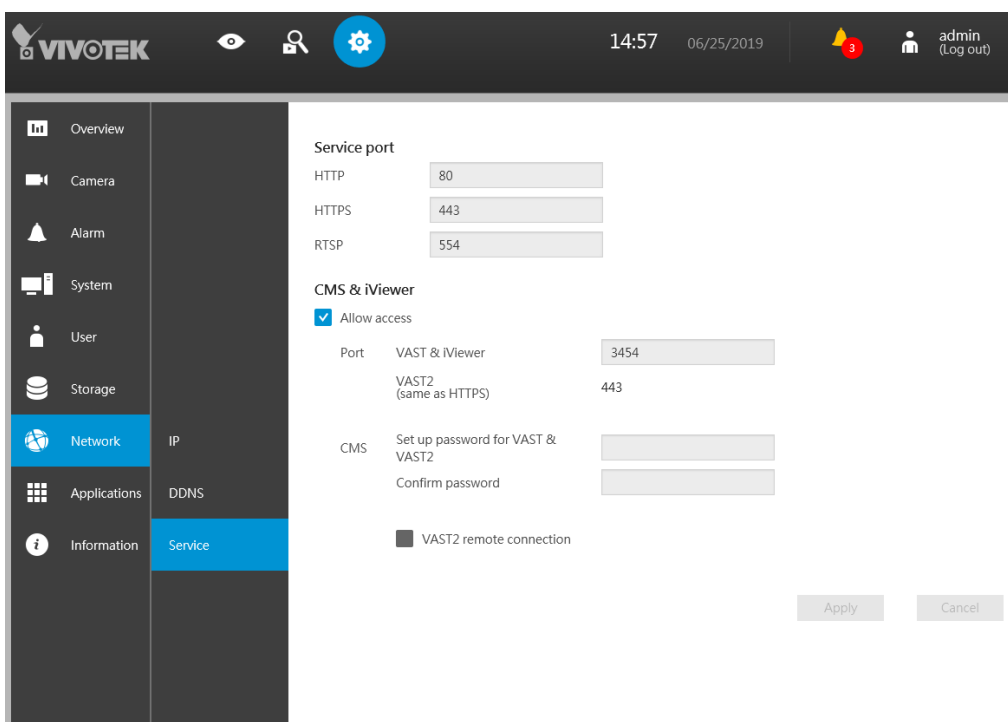 VIVOTEK
14:57
06/25/2019
3
admin
(Log out)
Overview
Camera
Alarm
System
User
Storage
Network
Applications
Information
IP
DDNS
Service
Service port
HTTP 80
HTTPS 443
RTSP 554
CMS & iViewer
Allow access
Port VAST & iViewer 3454
VAST2
(same as HTTPS) 443
CMS Set up password for VAST &
VAST2
Confirm password
VAST2 remote connection
Apply Cancel